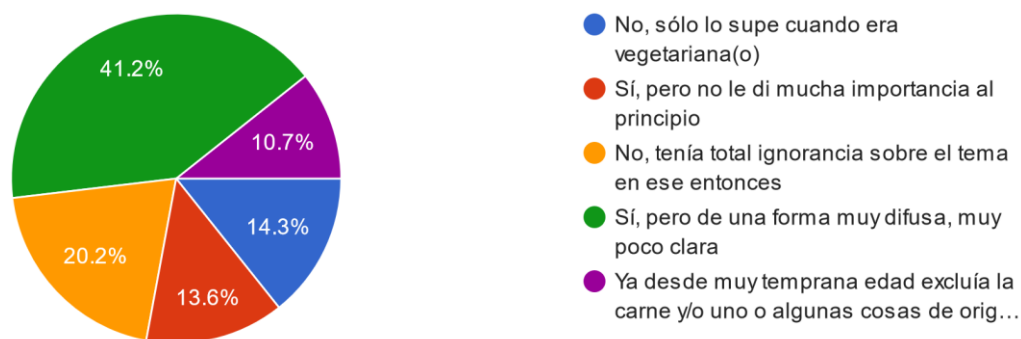 41.2%
10.7%
14.3%
20.2%
13.6%
No, sólo lo supe cuando era
vegetariana(o)
Sí, pero no le di mucha importancia al
principio
No, tenía total ignorancia sobre el tema
en ese entonces
Sí, pero de una forma muy difusa, muy
poco clara
Ya desde muy temprana edad excluía la
carne y/o uno o algunas cosas de orig…